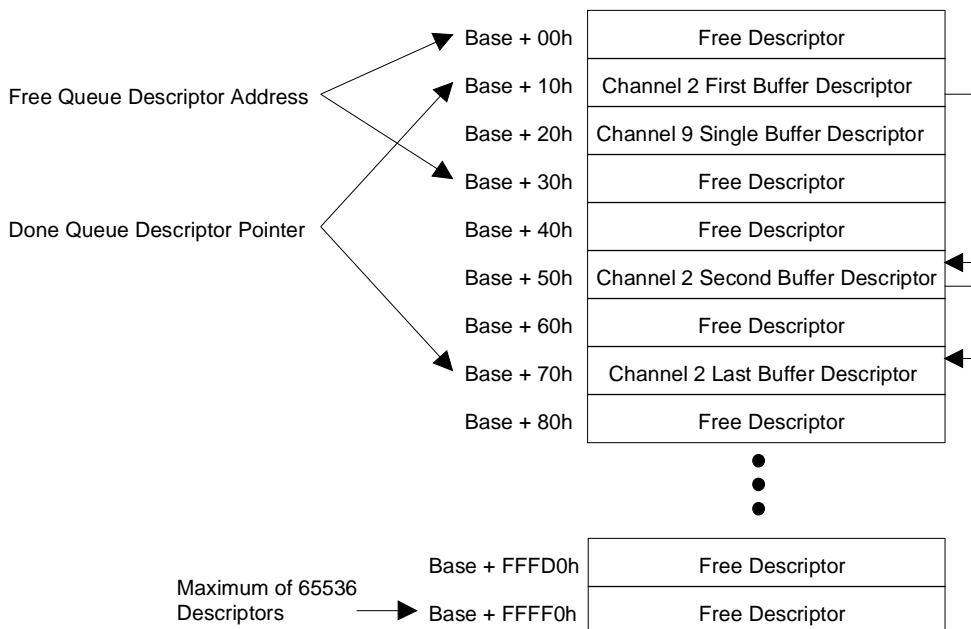 Base + 00h Free Descriptor
Free Queue Descriptor Address
Base + 10h Channel 2 First Buffer Descriptor
Base + 20h Channel 9 Single Buffer Descriptor
Base + 30h Free Descriptor
Done Queue Descriptor Pointer
Base + 40h Free Descriptor
Base + 50h Channel 2 Second Buffer Descriptor
Base + 60h Free Descriptor
Base + 70h Channel 2 Last Buffer Descriptor
Base + 80h Free Descriptor
Base + FFFD0h Free Descriptor
Maximum of 65536
Descriptors
Base + FFFF0h Free Descriptor